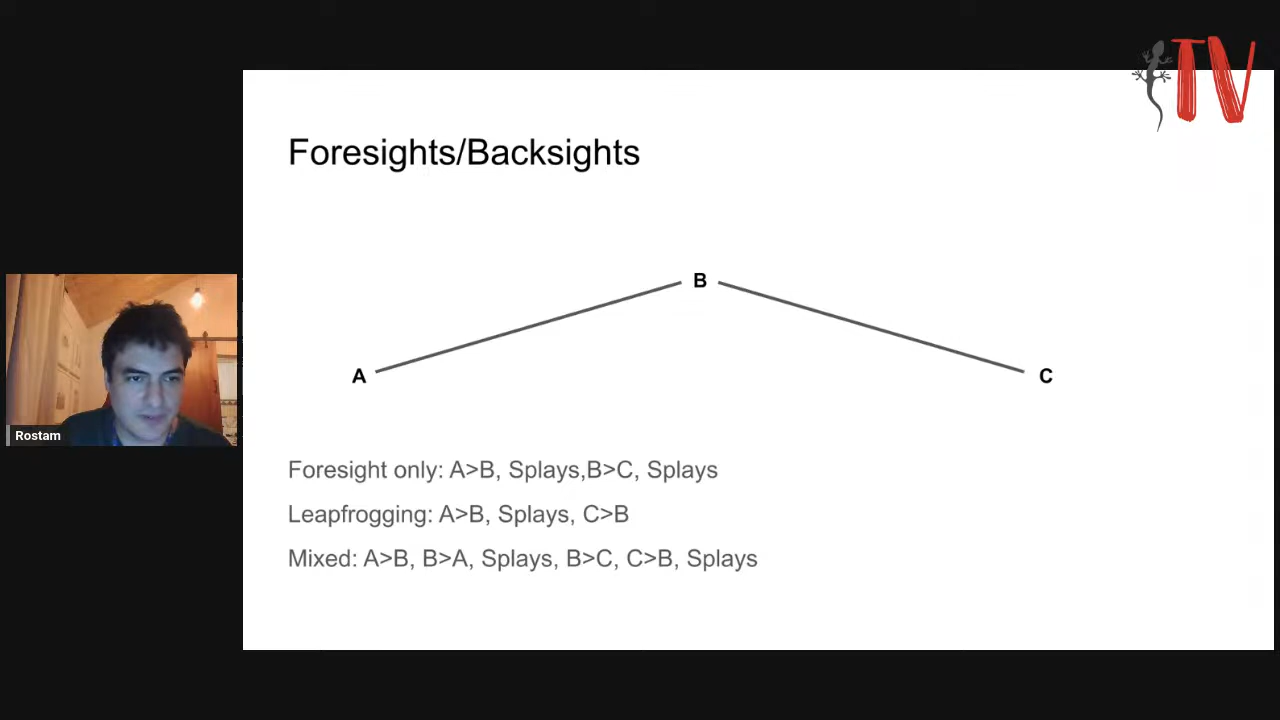 TV
Foresights/Backsights
B
A
C
Rostam
Foresight only: A>B, Splays,B>C, Splays
Leapfrogging: A>B, Splays, C>B
Mixed: A>B, B>A, Splays, B>C, C>B, Splays